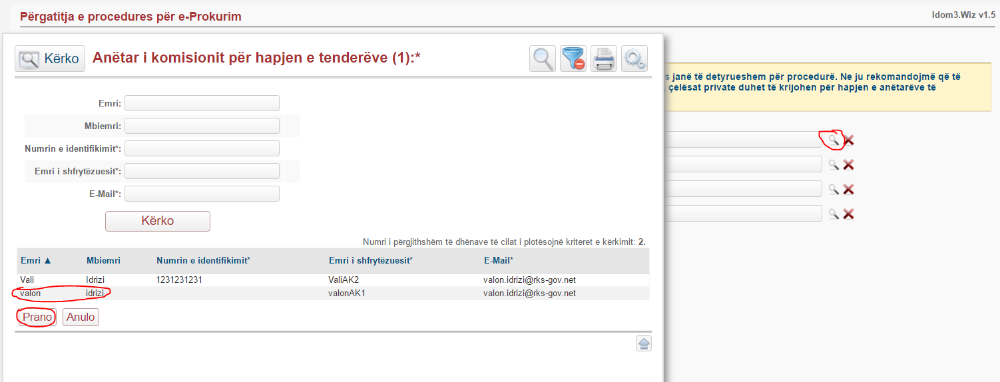 Përgatitja e procedures për e-Prokurim
Idom3.Wiz v1.5
Kërko
Anëtar i komisionit për hapjen e tenderëve (1):*
janë të detyrueshem për procedurë. Ne ju rekomandojmë që të
çelësat private duhet të krijohen për hapjen e anëtarëve të
Emri:
Mbiemri:
Numrin e identifikimit*:
Emri i shfrytëzuesit*:
E-Mail*:
Kërko
Numri i përgjithshëm të dhënave të cilat i plotësojnë kriteret e kërkimit: 2.
Emri ▲ Mbiemri Numrin e identifikimit* Emri i shfrytëzuesit* E-Mail*
Vali Idrizi 1231231231 ValiAK2 valon.idrizi@rks-gov.net
valon idrizi valonAK1 valon.idrizi@rks-gov.net
Prano Anulo